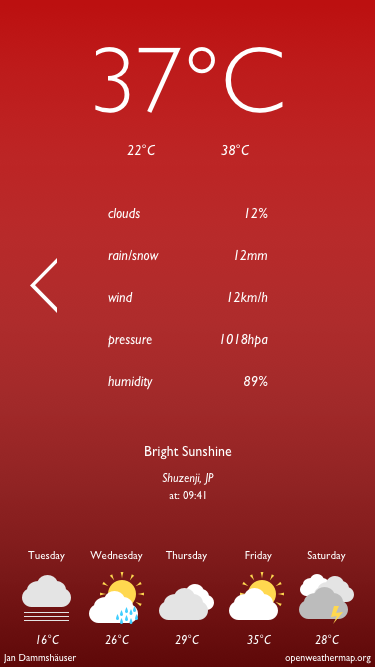 37°C
22°C 38°C
clouds 12%
rain/snow 12mm
wind 12km/h
pressure 1018hpa
humidity 89%
Bright Sunshine
Shuzenji, JP
at: 09:41
Tuesday Wednesday Thursday Friday Saturday
16°C 26°C 29°C 35°C 28°C
Jan Dammshäuser openweathermap.org